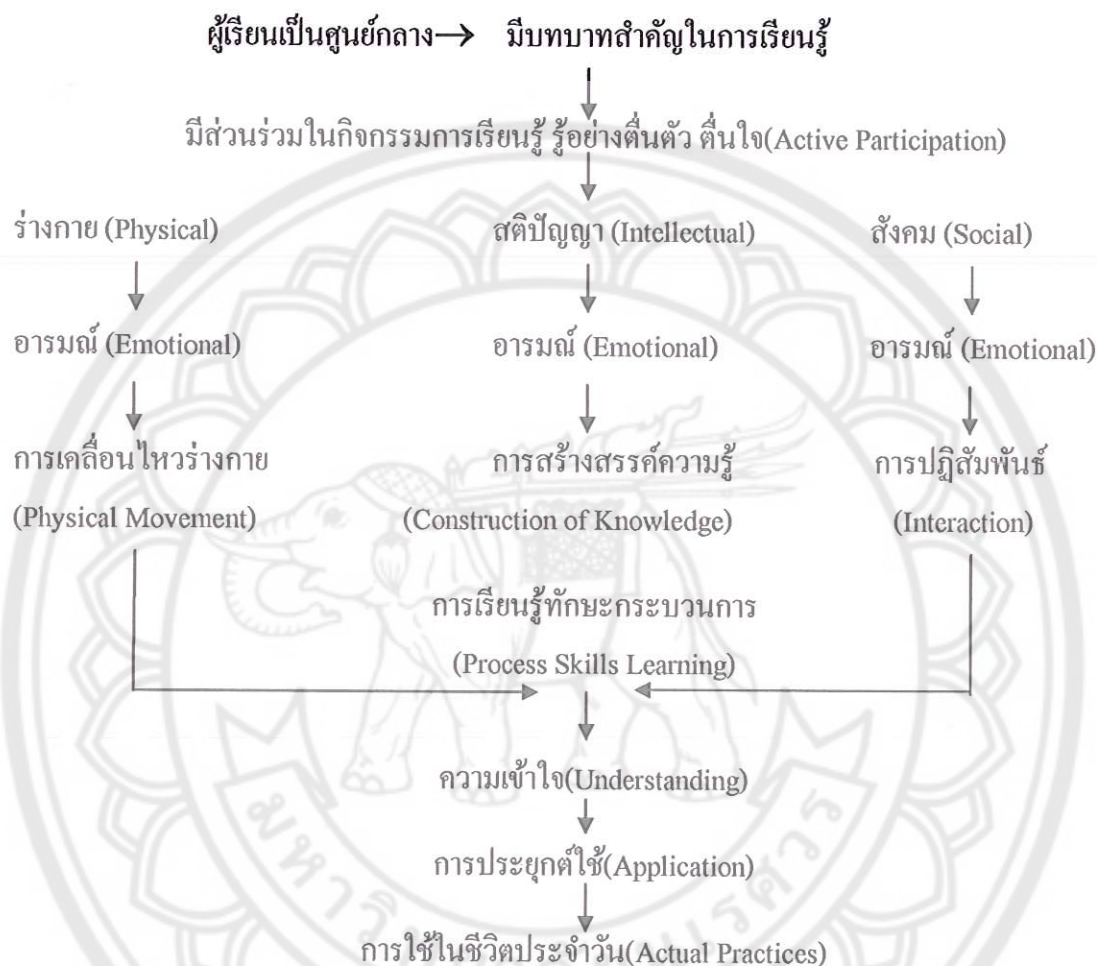 ผู้เรียนเป็นศูนย์กลาง→ มีบทบาทสำคัญในการเรียนรู้
มีส่วนร่วมในกิจกรรมการเรียนรู้ รู้อย่างตื่นตัว ตื่นใจ(Active Participation)
ร่างกาย (Physical) สติปัญญา (Intellectual) สังคม (Social)
อารมณ์ (Emotional) อารมณ์ (Emotional) อารมณ์ (Emotional)
การเคลื่อนไหวร่างกาย การสร้างสรรค์ความรู้ การปฏิสัมพันธ์
(Physical Movement) (Construction of Knowledge) (Interaction)
การเรียนรู้ทักษะกระบวนการ
(Process Skills Learning)
ความเข้าใจ(Understanding)
การประยุกต์ใช้(Application)
การใช้ในชีวิตประจำวัน(Actual Practices)